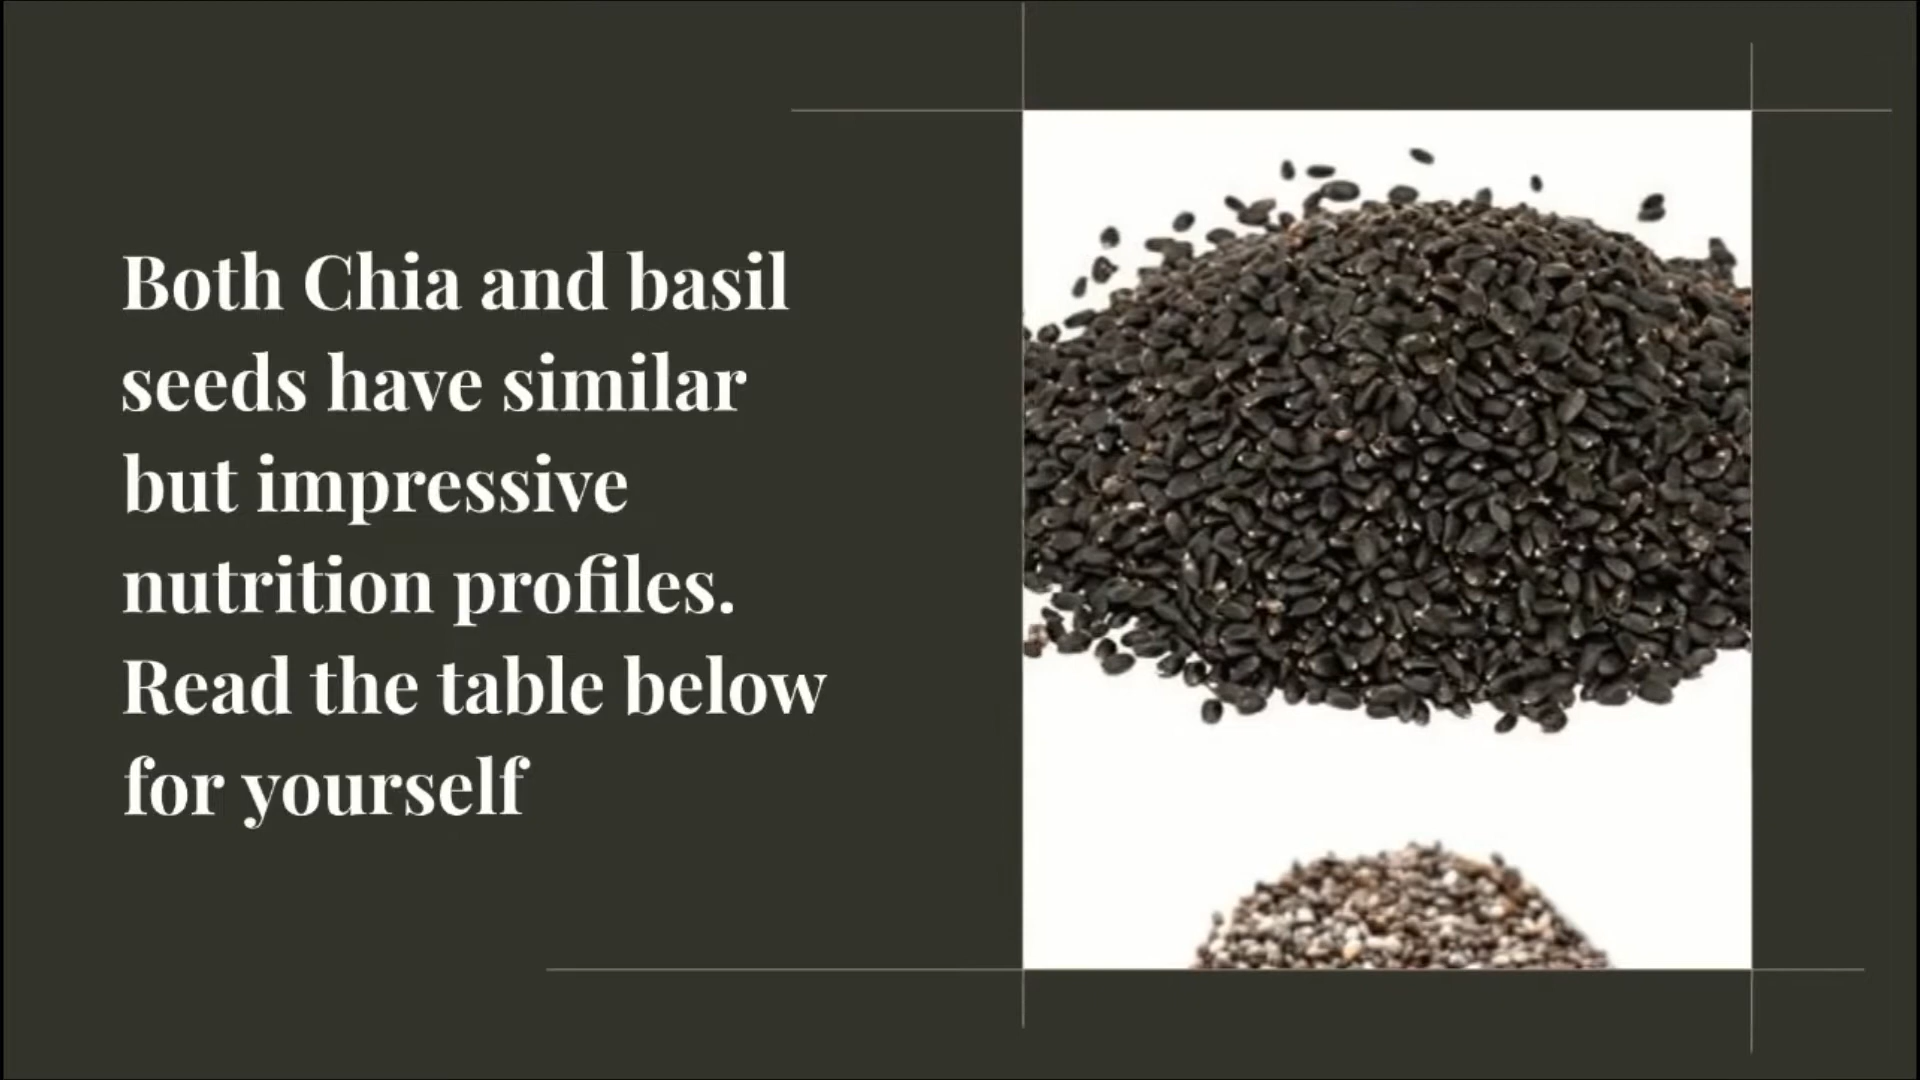 Both Chia and basil
seeds have similar
but impressive
nutrition profiles.
Read the table below
for yourself